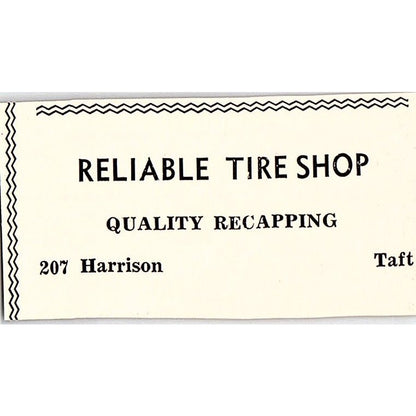 RELIABLE TIRE SHOP
QUALITY RECAPPING
207 Harrison Taft